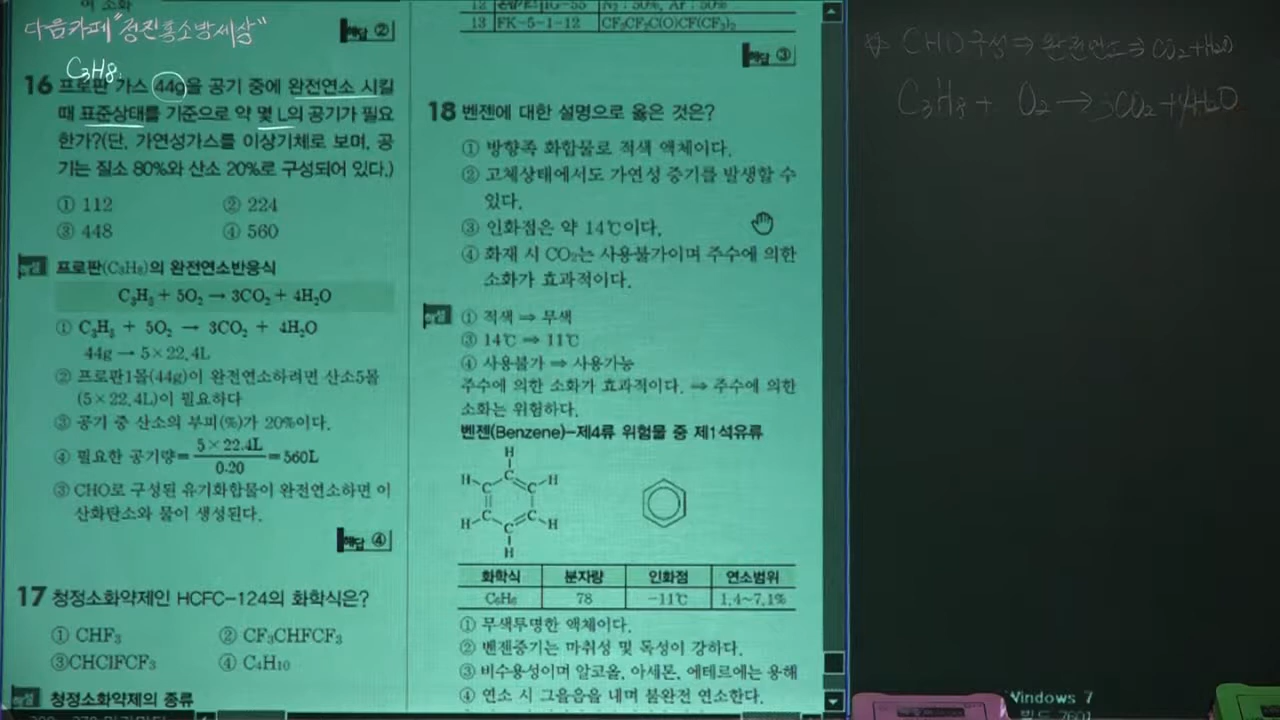 다음카페 "정진홍소방세상"
해답 ②
C3H8
16 프로판 가스 44g을 공기 중에 완전연소 시킬
때 표준상태를 기준으로 약 몇 L의 공기가 필요
한가?(단, 가연성가스를 이상기체로 보며, 공
기는 질소 80%와 산소 20%로 구성되어 있다.)
① 112 ② 224
③ 448 ④ 560
해설 프로판(C₃H₈)의 완전연소반응식
C₃H₈ + 5O₂ → 3CO₂ + 4H₂O
① C₃H₈ + 5O₂ → 3CO₂ + 4H₂O
44g → 5×22.4L
② 프로판1몰(44g)이 완전연소하려면 산소5몰
(5×22.4L)이 필요하다
③ 공기 중 산소의 부피(%)가 20%이다.
④ 필요한 공기량= 5×22.4L / 0.20 =560L
③ CHO로 구성된 유기화합물이 완전연소하면 이
산화탄소와 물이 생성된다.
해답 ④
17 청정소화약제인 HCFC-124의 화학식은?
① CHF₃ ② CF₃CHFCF₃
③CHClFCF₃ ④ C₄H₁₀
해설 청정소화약제의 종류
13 FK-5-1-12 CF₃CF₂C(O)CF(CF₃)₂
해답 ③
18 벤젠에 대한 설명으로 옳은 것은?
① 방향족 화합물로 적색 액체이다.
② 고체상태에서도 가연성 증기를 발생할 수
있다.
③ 인화점은 약 14℃이다.
④ 화재 시 CO₂는 사용불가이며 주수에 의한
소화가 효과적이다.
해설 ① 적색 ⇒ 무색
③ 14℃ ⇒ 11℃
④ 사용불가 ⇒ 사용가능
주수에 의한 소화가 효과적이다. ⇒ 주수에 의한
소화는 위험하다.
벤젠(Benzene)-제4류 위험물 중 제1석유류
H
H C C C H
H C C C H
H
화학식 분자량 인화점 연소범위
C₆H₆ 78 -11℃ 1.4~7.1%
① 무색투명한 액체이다.
② 벤젠증기는 마취성 및 독성이 강하다.
③ 비수용성이며 알코올, 아세톤, 에테르에는 용해
④ 연소 시 그을음을 내며 불완전 연소한다.
CHO 구성 ⇒ 완전연소 ⇒ CO₂+H₂O
C₃H₈ + O₂ → 3CO₂ + 4H₂O
Windows 7
빌드 7601